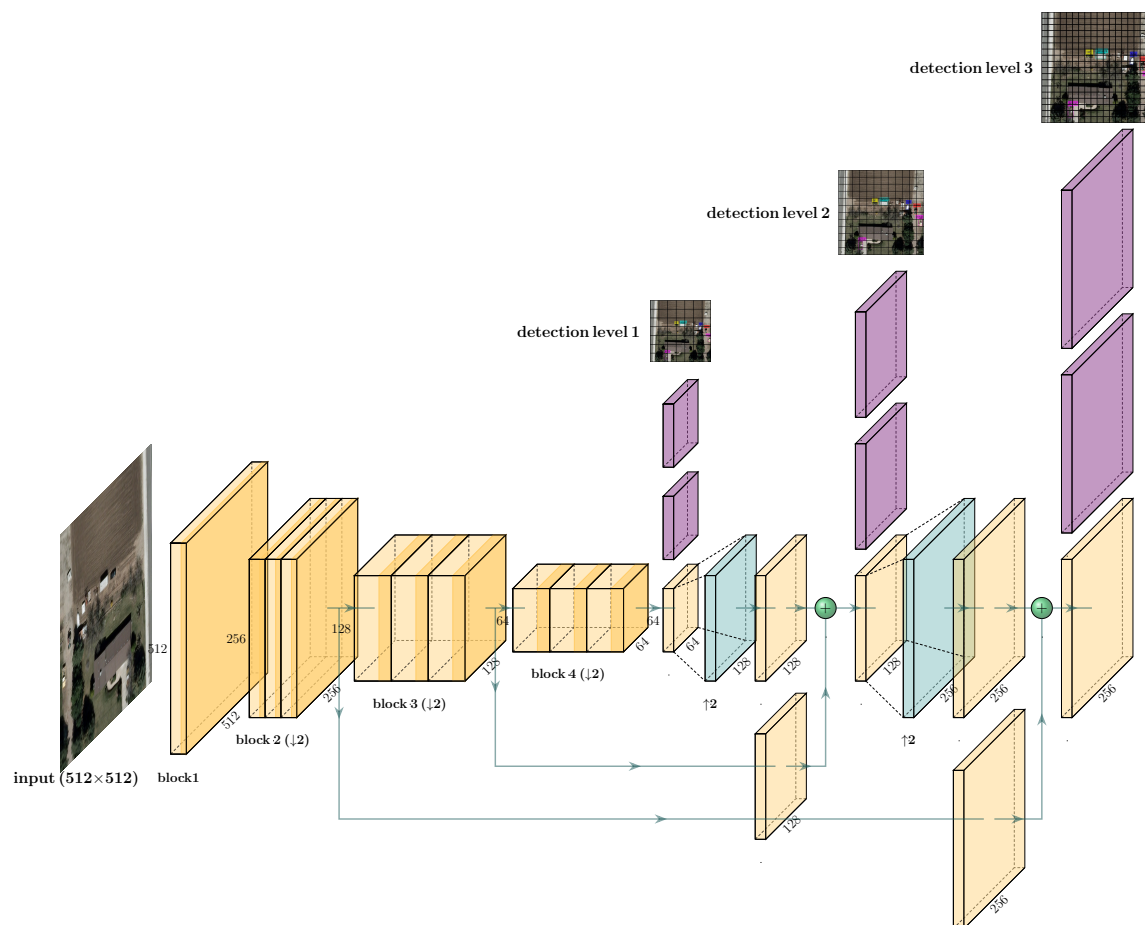 detection level 3
detection level 2
detection level 1
512
512
256
256
128
128
64
64
64
64
128
128
128
256
256
256
input (512×512)
block1
block 2 (↓2)
block 3 (↓2)
block 4 (↓2)
↑2
↑2
+
+
128
256